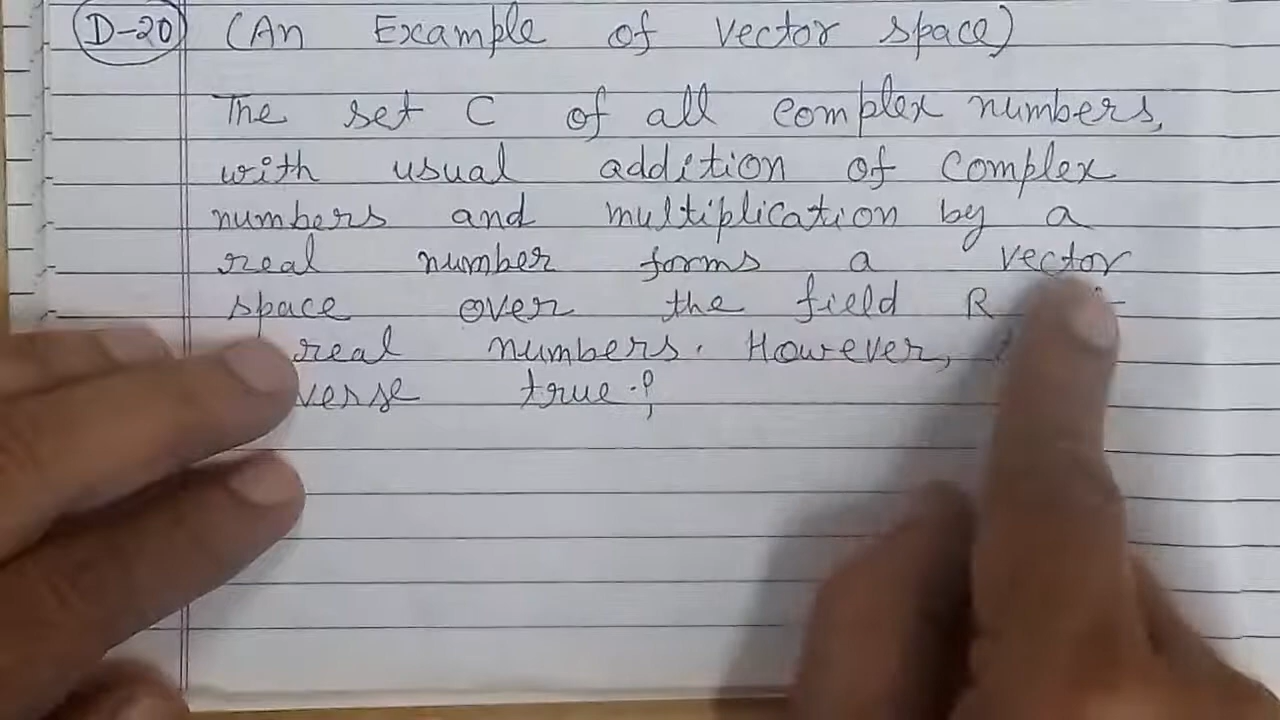 D-20 (An Example of vector space)
The set C of all complex numbers,
with usual addition of complex
numbers and multiplication by a
real number forms a vector
space over the field R
real numbers. However,
verse true ?